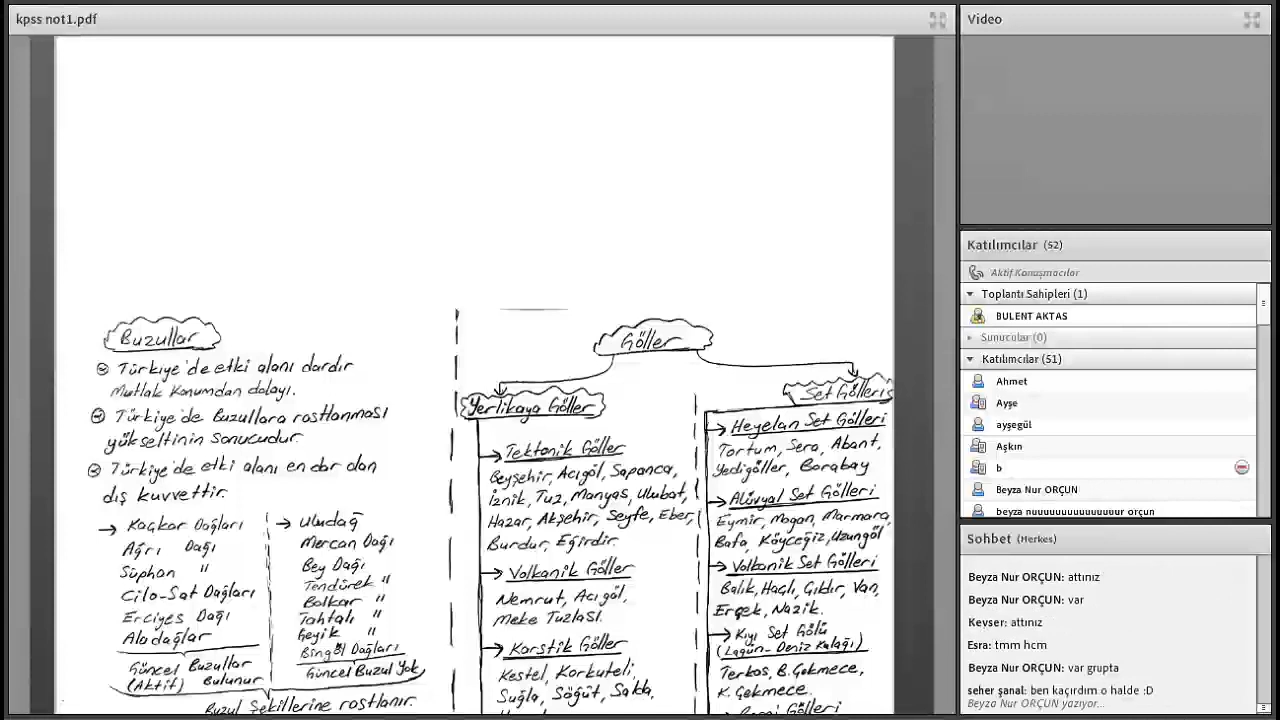 kpss not1.pdf
Buzullar
Türkiye'de etki alanı dardır
Mutlak Konumdan dolayı.
Türkiye'de Buzullara rastlanması
yükseltinin sonucudur.
Türkiye'de etki alanı en dar olan
dış kuvvettir.
→ Kaçkar Dağları
Ağrı Dağı
Süphan "
Cilo-Sat Dağları
Erciyes Dağı
Aladağlar
Güncel Buzullar
(Aktif) Bulunur
→ Uludağ
Mercan Dağı
Bey Dağı
Tendürek "
Bolkar "
Tahtalı "
Geyik "
Bingöl Dağları
Güncel Buzul Yok
Buzul Şekillerine rastlanır.
Göller
Yerlikaya Göller
→ Tektonik Göller
Beyşehir, Acıgöl, Sapanca,
İznik, Tuz, Manyas, Ulubat,
Hazar, Akşehir, Seyfe, Eber,
Burdur, Eğirdir.
→ Volkanik Göller
Nemrut, Acıgöl,
Meke Tuzlası.
→ Karstik Göller
Kestel, Korkuteli,
Suğla, Söğüt, Salda,
Set Gölleri
→ Heyelan Set Gölleri
Tortum, Sera, Abant,
Yedigöller, Borabay
→ Alüvyal Set Gölleri
Eymir, Mogan, Marmara,
Bafa, Köyceğiz, Uzungöl
→ Volkanik Set Gölleri
Balık, Haçlı, Çıldır, Van,
Erçek, Nazik.
→ Kıyı Set Gölü
(Lagün-Deniz Kulağı)
Terkos, B. Çekmece,
K. Çekmece.
Gölleri
Video
Katılımcılar (52)
Aktif Konuşmacılar
Toplantı Sahipleri (1)
BULENT AKTAS
Sunucular (0)
Katılımcılar (51)
Ahmet
Ayşe
ayşegül
Aşkın
b
Beyza Nur ORÇUN
beyza nuuuuuuuuuuuuuuur orçun
Sohbet (Herkes)
Beyza Nur ORÇUN: attınız
Beyza Nur ORÇUN: var
Keyser: attınız
Esra: tmm hcm
Beyza Nur ORÇUN: var grupta
seher şanal: ben kaçırdım o halde :D
Beyza Nur ORÇUN yazıyor...